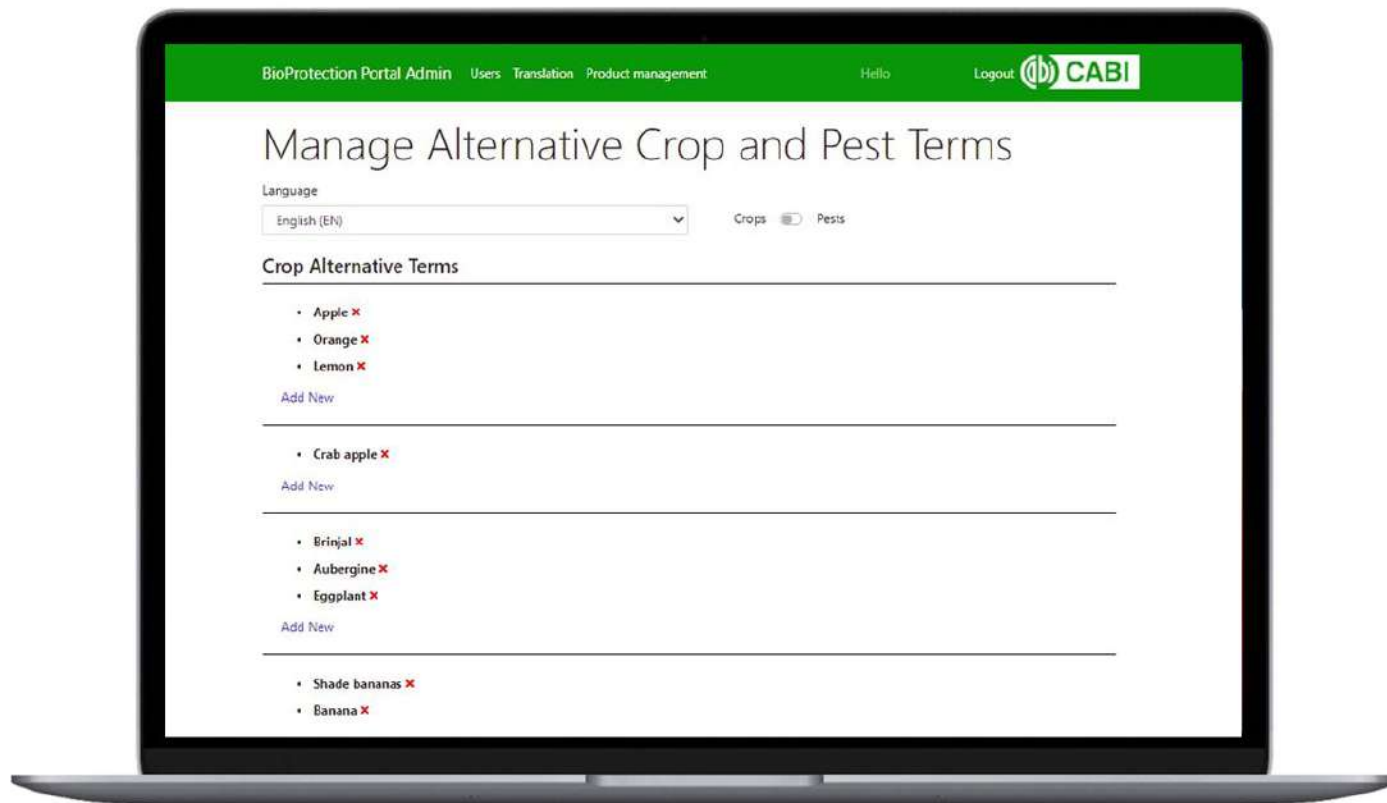 BioProtection Portal Admin Users Translation Product management Hello Logout CABI
Manage Alternative Crop and Pest Terms
Language
English (EN)
Crops Pests
Crop Alternative Terms
• Apple ×
• Orange ×
• Lemon ×
Add New
• Crab apple ×
Add New
• Brinjal ×
• Aubergine ×
• Eggplant ×
Add New
• Shade bananas ×
• Banana ×